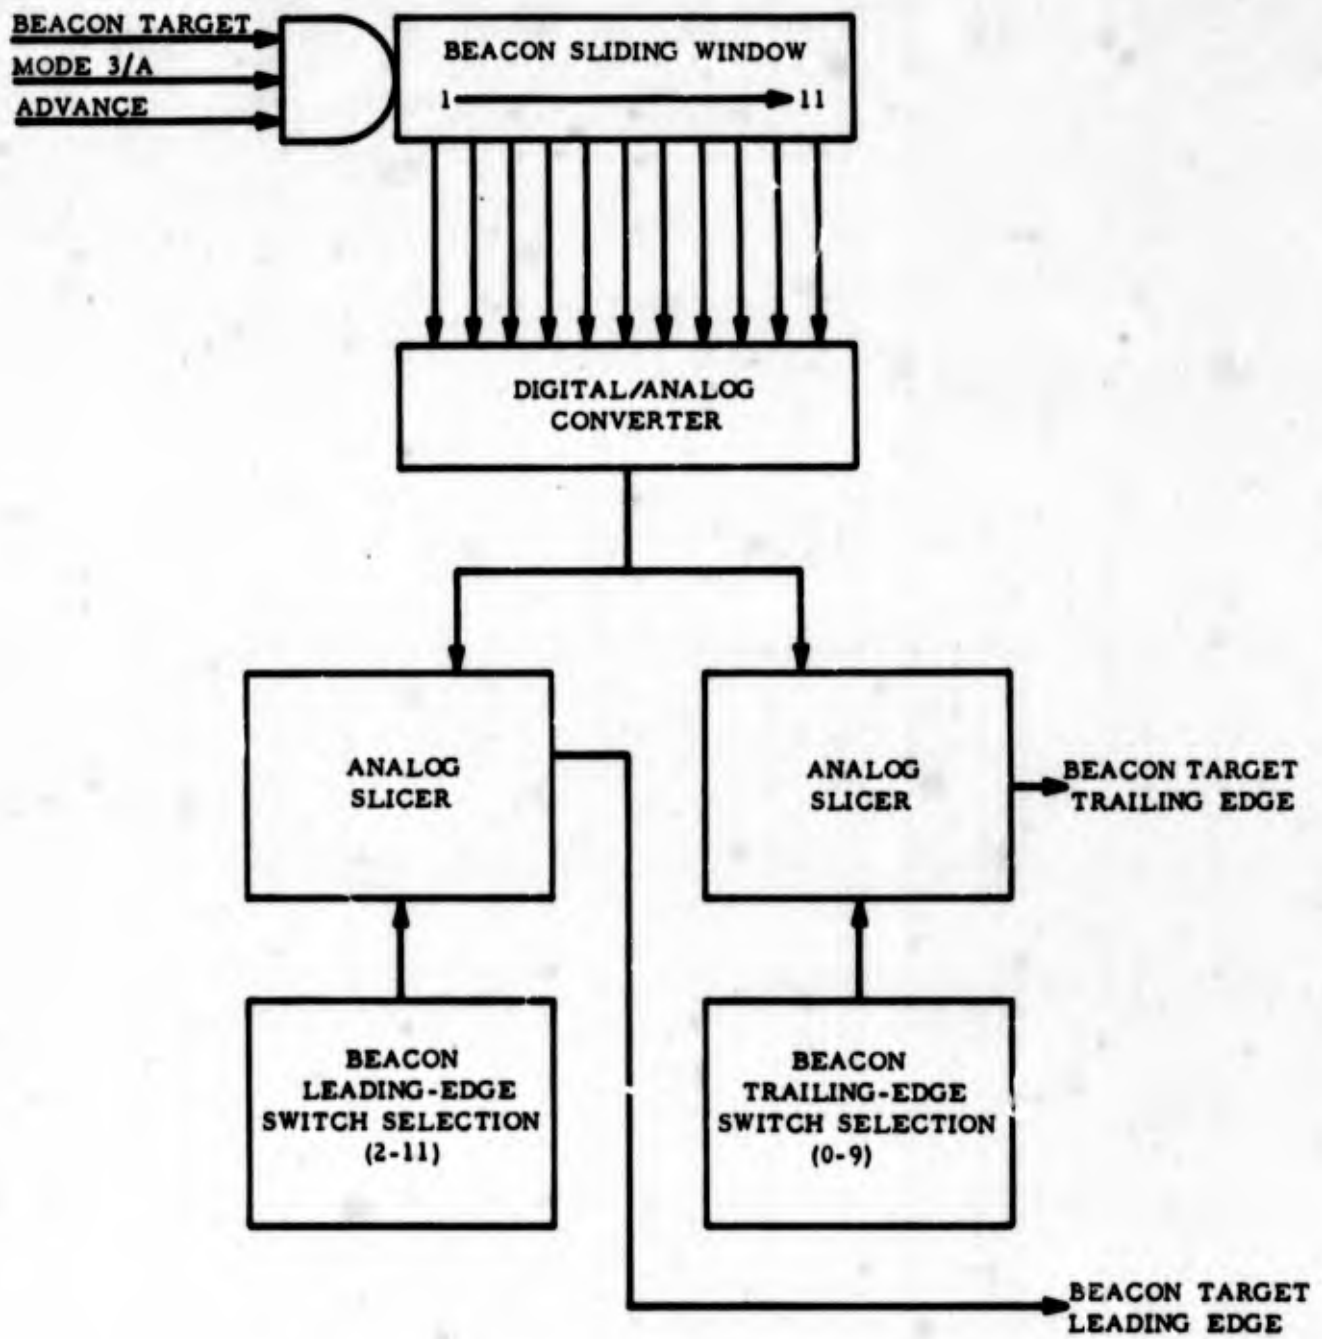 BEACON TARGET
MODE 3/A
ADVANCE
BEACON SLIDING WINDOW
1 11
DIGITAL/ANALOG
CONVERTER
ANALOG
SLICER
ANALOG
SLICER
BEACON TARGET
TRAILING EDGE
BEACON
LEADING-EDGE
SWITCH SELECTION
(2-11)
BEACON
TRAILING-EDGE
SWITCH SELECTION
(0-9)
BEACON TARGET
LEADING EDGE